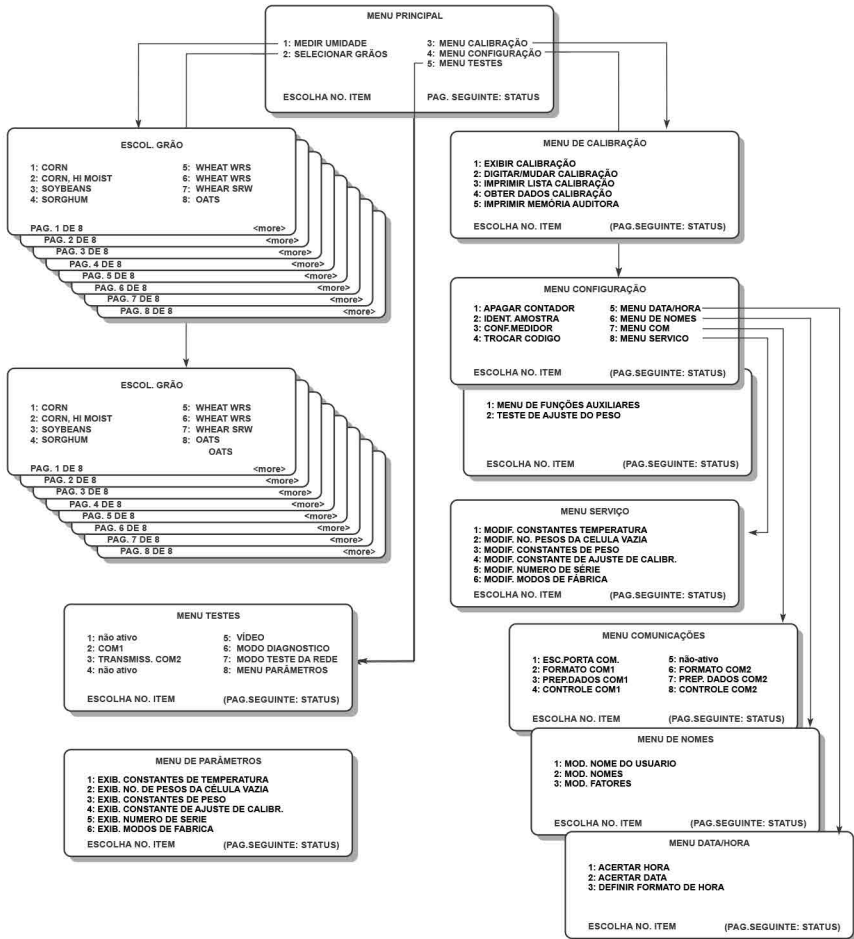 MENU PRINCIPAL
1: MEDIR UMIDADE 3: MENU CALIBRAÇÃO
2: SELECIONAR GRÃOS 4: MENU CONFIGURAÇÃO
5: MENU TESTES
ESCOLHA NO. ITEM PAG. SEGUINTE: STATUS
ESCOL. GRÃO
1: CORN 5: WHEAT WRS
2: CORN, HI MOIST 6: WHEAT WRS
3: SOYBEANS 7: WHEAR SRW
4: SORGHUM 8: OATS
PAG. 1 DE 8 <more>
PAG. 2 DE 8 <more>
PAG. 3 DE 8 <more>
PAG. 4 DE 8 <more>
PAG. 5 DE 8 <more>
PAG. 6 DE 8 <more>
PAG. 7 DE 8 <more>
PAG. 8 DE 8 <more>
ESCOL. GRÃO
1: CORN 5: WHEAT WRS
2: CORN, HI MOIST 6: WHEAT WRS
3: SOYBEANS 7: WHEAR SRW
4: SORGHUM 8: OATS
OATS
PAG. 1 DE 8 <more>
PAG. 2 DE 8 <more>
PAG. 3 DE 8 <more>
PAG. 4 DE 8 <more>
PAG. 5 DE 8 <more>
PAG. 6 DE 8 <more>
PAG. 7 DE 8 <more>
PAG. 8 DE 8 <more>
MENU TESTES
1: não ativo 5: VÍDEO
2: COM1 6: MODO DIAGNOSTICO
3: TRANSMISS. COM2 7: MODO TESTE DA REDE
4: não ativo 8: MENU PARÂMETROS
ESCOLHA NO. ITEM (PAG.SEGUINTE: STATUS)
MENU DE PARÂMETROS
1: EXIB. CONSTANTES DE TEMPERATURA
2: EXIB. NO. DE PESOS DA CÉLULA VAZIA
3: EXIB. CONSTANTES DE PESO
4: EXIB. CONSTANTE DE AJUSTE DE CALIBR.
5: EXIB. NUMERO DE SERIE
6: EXIB. MODOS DE FABRICA
ESCOLHA NO. ITEM (PAG.SEGUINTE: STATUS)
MENU DE CALIBRAÇÃO
1: EXIBIR CALIBRAÇÃO
2: DIGITAR/MUDAR CALIBRAÇÃO
3: IMPRIMIR LISTA CALIBRAÇÃO
4: OBTER DADOS CALIBRAÇÃO
5: IMPRIMIR MEMÓRIA AUDITORA
ESCOLHA NO. ITEM (PAG.SEGUINTE: STATUS)
MENU CONFIGURAÇÃO
1: APAGAR CONTADOR 5: MENU DATA/HORA
2: IDENT. AMOSTRA 6: MENU DE NOMES
3: CONF.MEDIDOR 7: MENU COM
4: TROCAR CODIGO 8: MENU SERVICO
ESCOLHA NO. ITEM (PAG.SEGUINTE: STATUS)
1: MENU DE FUNÇÕES AUXILIARES
2: TESTE DE AJUSTE DO PESO
ESCOLHA NO. ITEM (PAG.SEGUINTE: STATUS)
MENU SERVIÇO
1: MODIF. CONSTANTES TEMPERATURA
2: MODIF. NO. PESOS DA CELULA VAZIA
3: MODIF. CONSTANTES DE PESO
4: MODIF. CONSTANTE DE AJUSTE DE CALIBR.
5: MODIF. NUMERO DE SÉRIE
6: MODIF. MODOS DE FÁBRICA
ESCOLHA NO. ITEM (PAG.SEGUINTE: STATUS)
MENU COMUNICAÇÕES
1: ESC.PORTA COM. 5: não-ativo
2: FORMATO COM1 6: FORMATO COM2
3: PREP.DADOS COM1 7: PREP. DADOS COM2
4: CONTROLE COM1 8: CONTROLE COM2
ESCOLHA NO. ITEM (PAG.SEGUINTE: STATUS)
MENU DE NOMES
1: MOD. NOME DO USUARIO
2: MOD. NOMES
3: MOD. FATORES
ESCOLHA NO. ITEM (PAG.SEGUINTE: STATUS)
MENU DATA/HORA
1: ACERTAR HORA
2: ACERTAR DATA
3: DEFINIR FORMATO DE HORA
ESCOLHA NO. ITEM (PAG.SEGUINTE: STATUS)